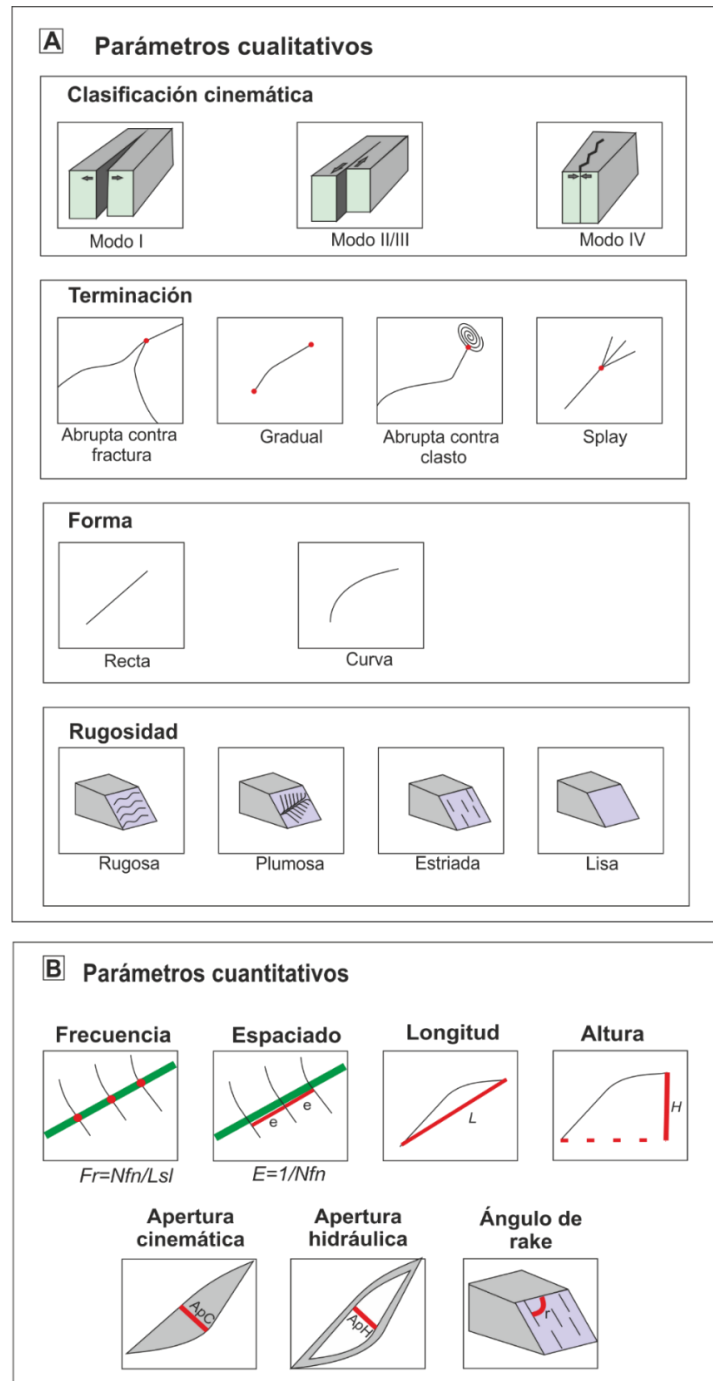 A Parámetros cualitativos
Clasificación cinemática
Modo I
Modo II/III
Modo IV
Terminación
Abrupta contra
fractura
Gradual
Abrupta contra
clasto
Splay
Forma
Recta
Curva
Rugosidad
Rugosa
Plumosa
Estriada
Lisa
B Parámetros cuantitativos
Frecuencia
Fr=Nfn/Lsl
Espaciado
e
e
E=1/Nfn
Longitud
L
Altura
H
Apertura
cinemática
ApC
Apertura
hidráulica
ApH
Ángulo de
rake
r